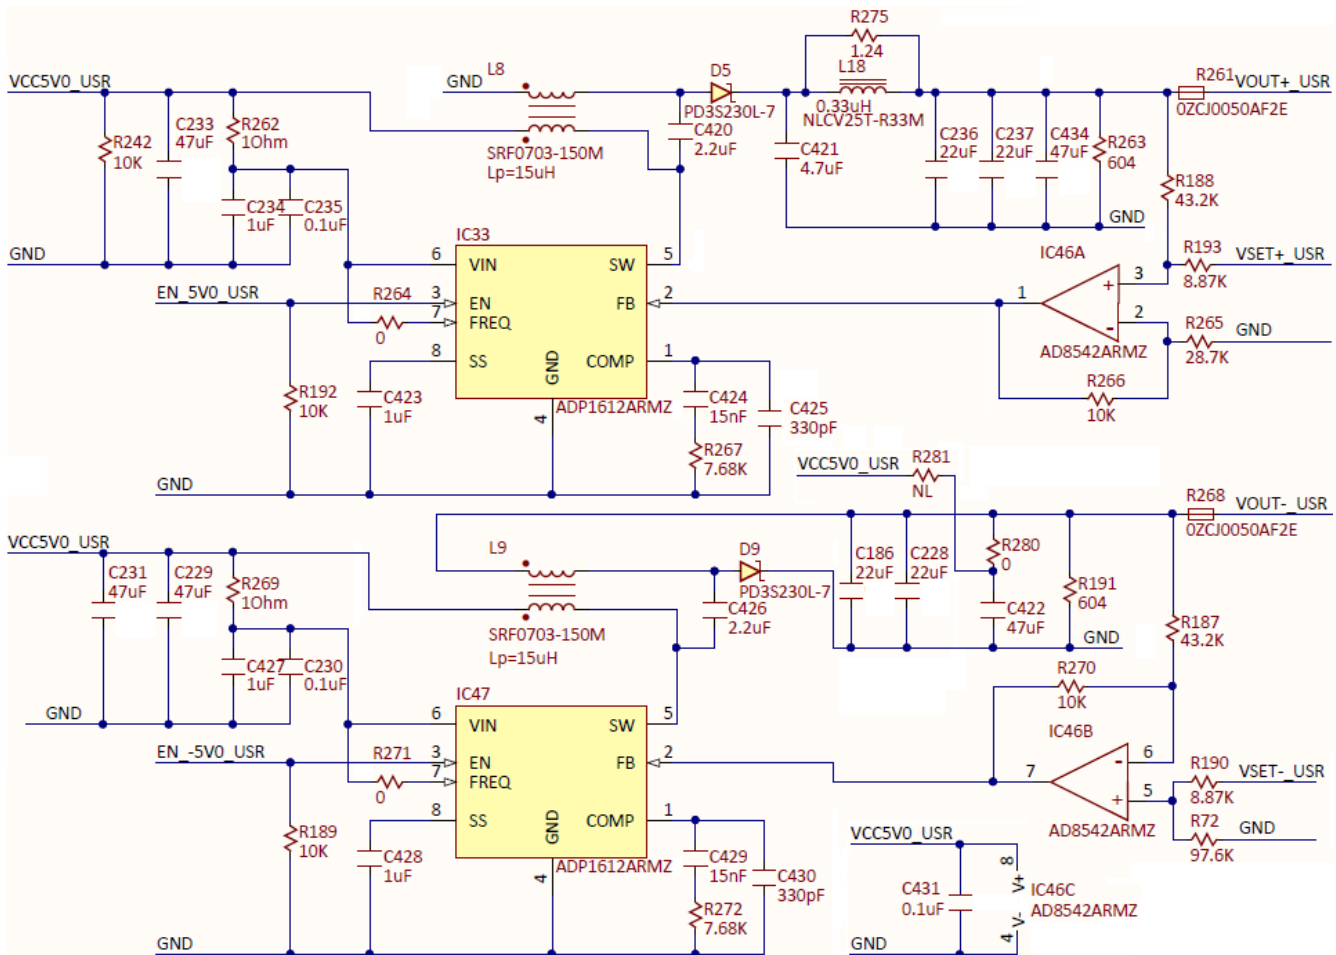 R275
1.24
L18
0.33uH
NLCV25T-R33M
VCC5V0_USR
GND
L8
D5
PD3S230L-7
R261
VOUT+_USR
0ZCJ0050AF2E
R242
10K
C233
47uF
R262
1Ohm
C420
2.2uF
C421
4.7uF
C236
22uF
C237
22uF
C434
47uF
R263
604
SRF0703-150M
Lp=15uH
R188
43.2K
C234
1uF
C235
0.1uF
GND
GND
IC33
6
VIN
SW
5
IC46A
R193
VSET+_USR
8.87K
EN_5V0_USR
R264
0
3
EN
7
FREQ
FB
2
1
+
3
-
2
AD8542ARMZ
R265
GND
28.7K
8
SS
GND
COMP
1
4
ADP1612ARMZ
R192
10K
C423
1uF
C424
15nF
C425
330pF
R266
10K
R267
7.68K
GND
VCC5V0_USR
R281
NL
R268
VOUT-_USR
0ZCJ0050AF2E
VCC5V0_USR
L9
D9
PD3S230L-7
C231
47uF
C229
47uF
R269
1Ohm
C426
2.2uF
C186
22uF
C228
22uF
R280
0
C422
47uF
R191
604
GND
R187
43.2K
SRF0703-150M
Lp=15uH
C427
1uF
C230
0.1uF
GND
IC47
6
VIN
SW
5
R270
10K
IC46B
EN_-5V0_USR
R271
0
3
EN
7
FREQ
FB
2
7
-
6
+
5
AD8542ARMZ
R190
VSET-_USR
8.87K
R72
GND
97.6K
8
SS
GND
COMP
1
4
ADP1612ARMZ
R189
10K
C428
1uF
C429
15nF
C430
330pF
R272
7.68K
GND
VCC5V0_USR
C431
0.1uF
8
V+
V-
4
IC46C
AD8542ARMZ
GND